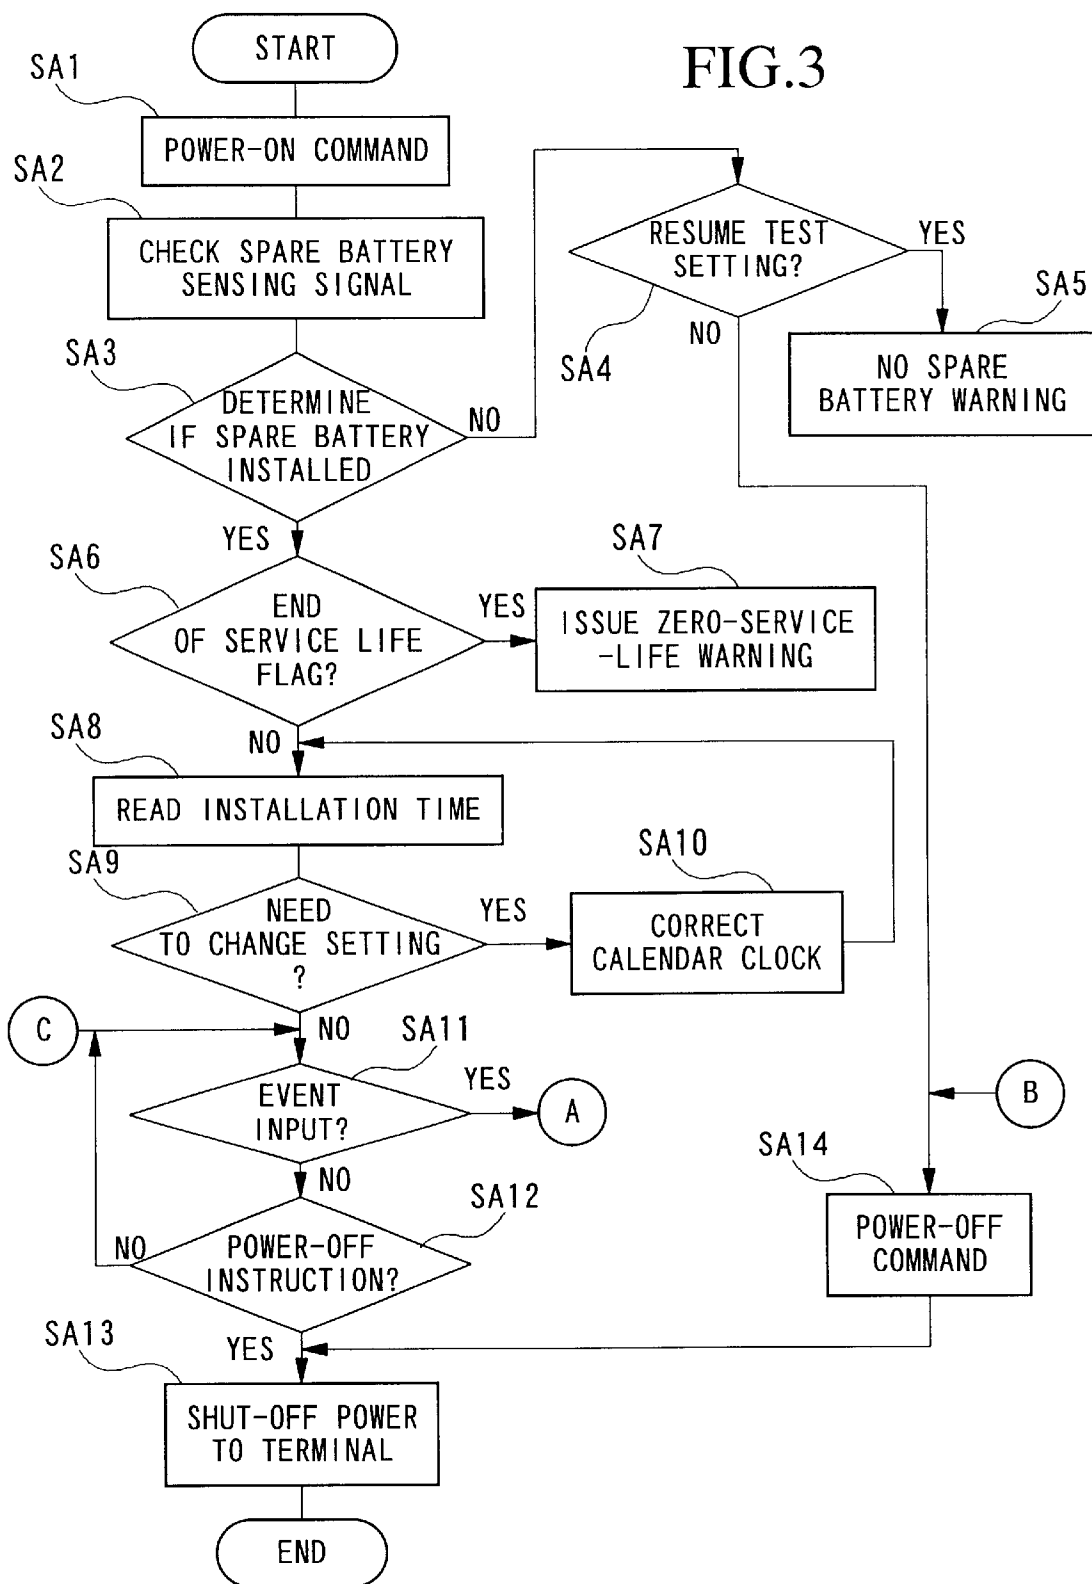 FIG.3
START
SA1
POWER-ON COMMAND
SA2
CHECK SPARE BATTERY
SENSING SIGNAL
SA3
DETERMINE
IF SPARE BATTERY
INSTALLED
NO
YES
RESUME TEST
SETTING?
YES
NO
SA4
SA5
NO SPARE
BATTERY WARNING
SA6
END
OF SERVICE LIFE
FLAG?
YES
NO
SA7
ISSUE ZERO-SERVICE
-LIFE WARNING
SA8
READ INSTALLATION TIME
SA9
NEED
TO CHANGE SETTING
?
YES
NO
SA10
CORRECT
CALENDAR CLOCK
C
SA11
EVENT
INPUT?
YES
A
NO
B
SA12
POWER-OFF
INSTRUCTION?
NO
YES
SA14
POWER-OFF
COMMAND
SA13
SHUT-OFF POWER
TO TERMINAL
END